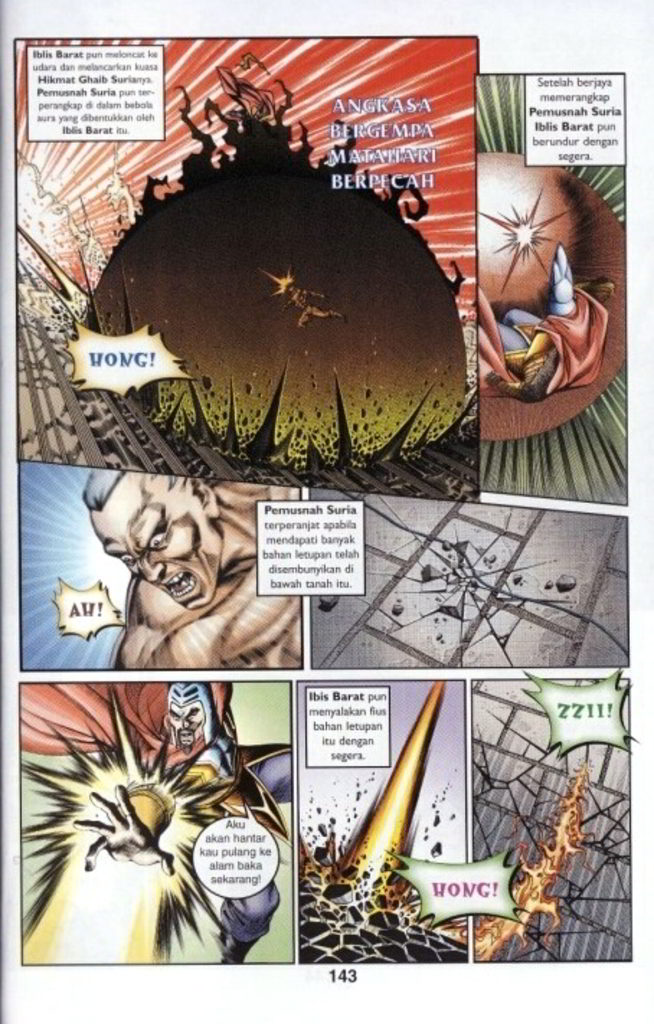 Iblis Barat pun meloncat ke
udara dan melancarkan kuasa
Hikmat Ghaib Surianya.
Pemusnah Suria pun ter-
perangkap di dalam bebola
aura yang dibentukkan oleh
Iblis Barat itu.
ANGKASA
BERGEMPA
MATAHARI
BERPECAH
Setelah berjaya
memerangkap
Pemusnah Suria
Iblis Barat pun
berundur dengan
segera.
HONG!
Pemusnah Suria
terperanjat apabila
mendapati banyak
bahan letupan telah
disembunyikan di
bawah tanah itu.
AH!
Aku
akan hantar
kau pulang ke
alam baka
sekarang!
Ibis Barat pun
menyalakan fius
bahan letupan
itu dengan
segera.
HONG!
ZZII!
143